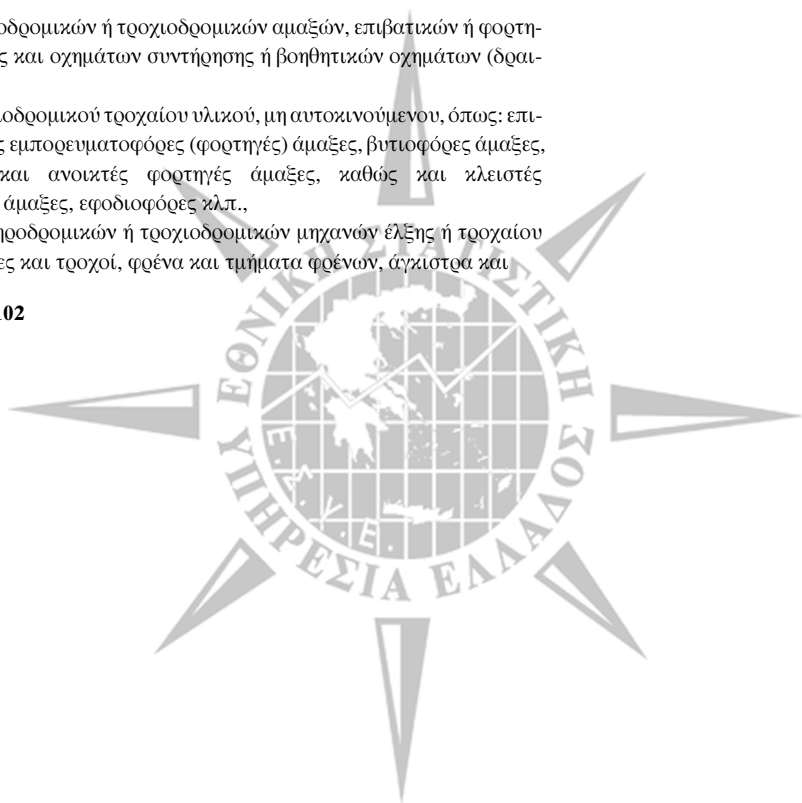 οδρομικών ή τροχιοδρομικών αμαξών, επιβατικών ή φορτη-
ς και οχημάτων συντήρησης ή βοηθητικών οχημάτων (δραι-
ιοδρομικού τροχαίου υλικού, μη αυτοκινούμενου, όπως: επι-
ς εμπορευματοφόρες (φορτηγές) άμαξες, βυτιοφόρες άμαξες,
και ανοικτές φορτηγές άμαξες, καθώς και κλειστές
άμαξες, εφοδιοφόρες κλπ.,
ηροδρομικών ή τροχιοδρομικών μηχανών έλξης ή τροχαίου
ες και τροχοί, φρένα και τμήματα φρένων, άγκιστρα και
102
ΕΘΝΙΚΗ ΣΤΑΤΙΣΤΙΚΗ
ΥΠΗΡΕΣΙΑ ΕΛΛΑΔΟΣ
Ε.Σ.Υ.Ε.